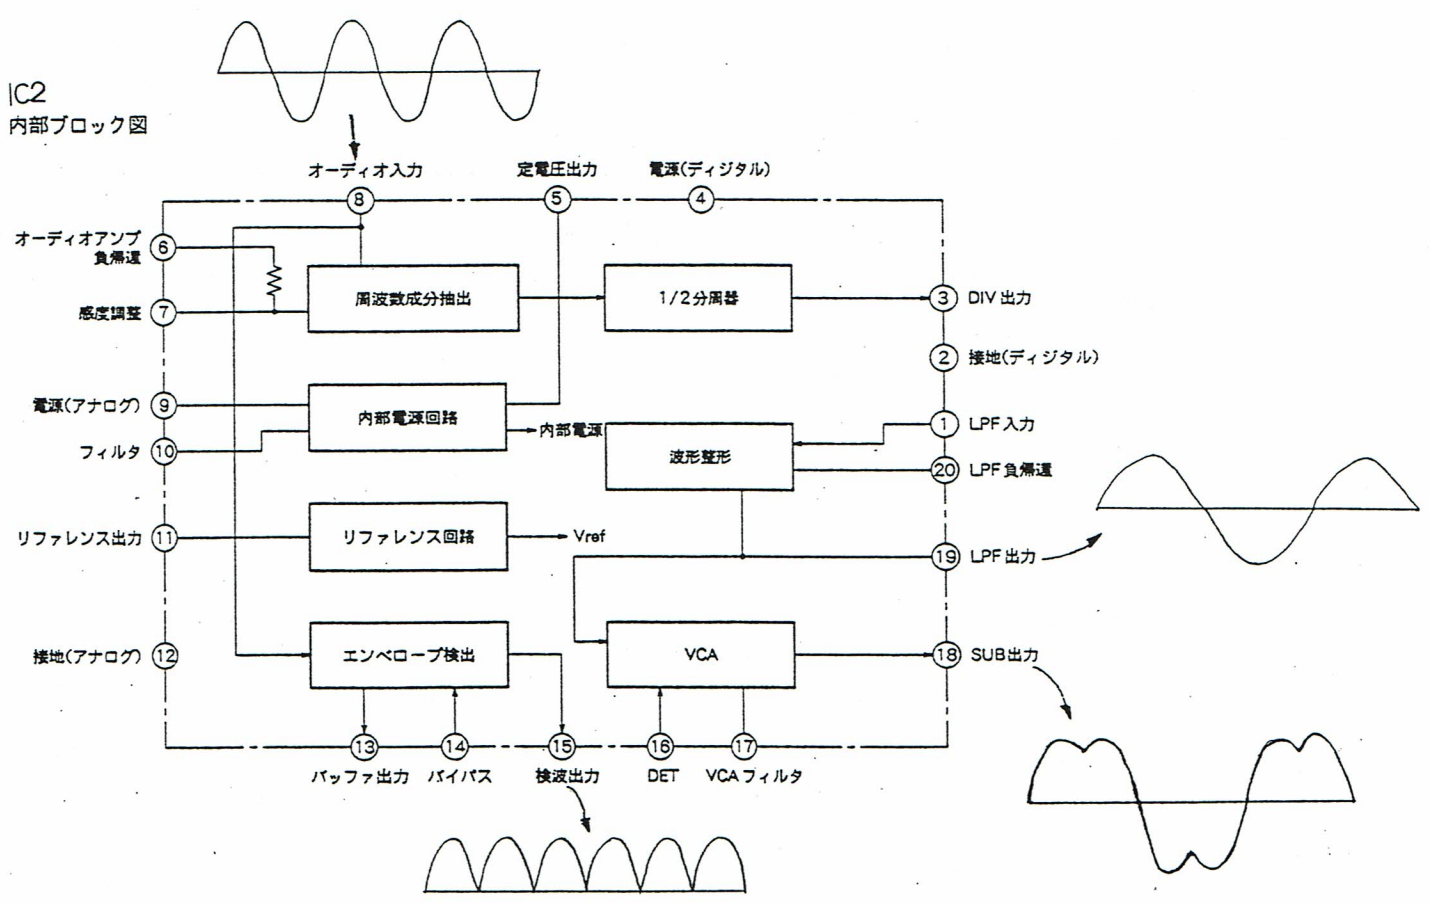 IC2
内部ブロック図
オーディオ入力
定電圧出力
電源(ディジタル)
8
5
4
オーディオアンプ
負帰還
6
感度調整
7
周波数成分抽出
1/2分周器
3
DIV出力
2
接地(ディジタル)
電源(アナログ)
9
内部電源回路
内部電源
フィルタ
10
波形整形
1
LPF入力
20
LPF負帰還
リファレンス出力
11
リファレンス回路
Vref
19
LPF出力
接地(アナログ)
12
エンベロープ検出
VCA
18
SUB出力
13
14
15
16
17
バッファ出力
バイパス
検波出力
DET
VCAフィルタ